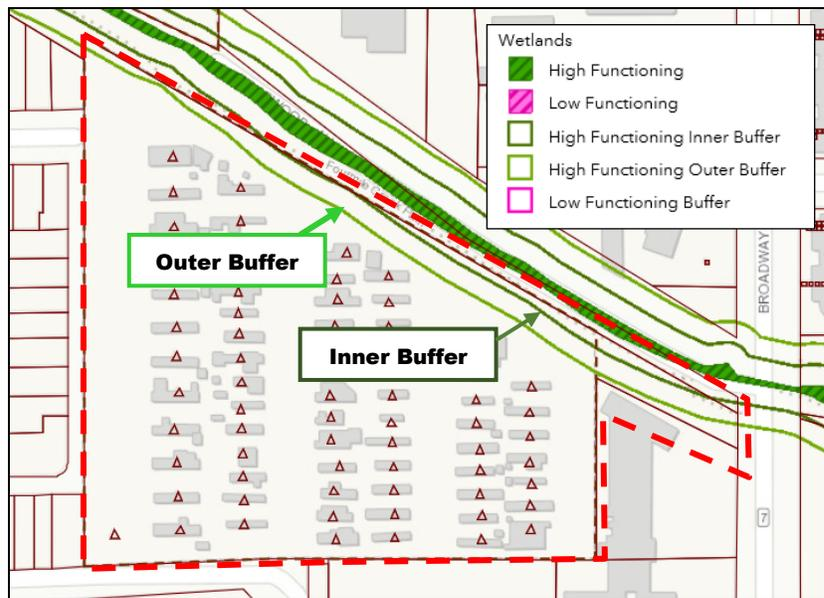 Wetlands
High Functioning
Low Functioning
High Functioning Inner Buffer
High Functioning Outer Buffer
Low Functioning Buffer
Outer Buffer
Inner Buffer
BROADWAY
7